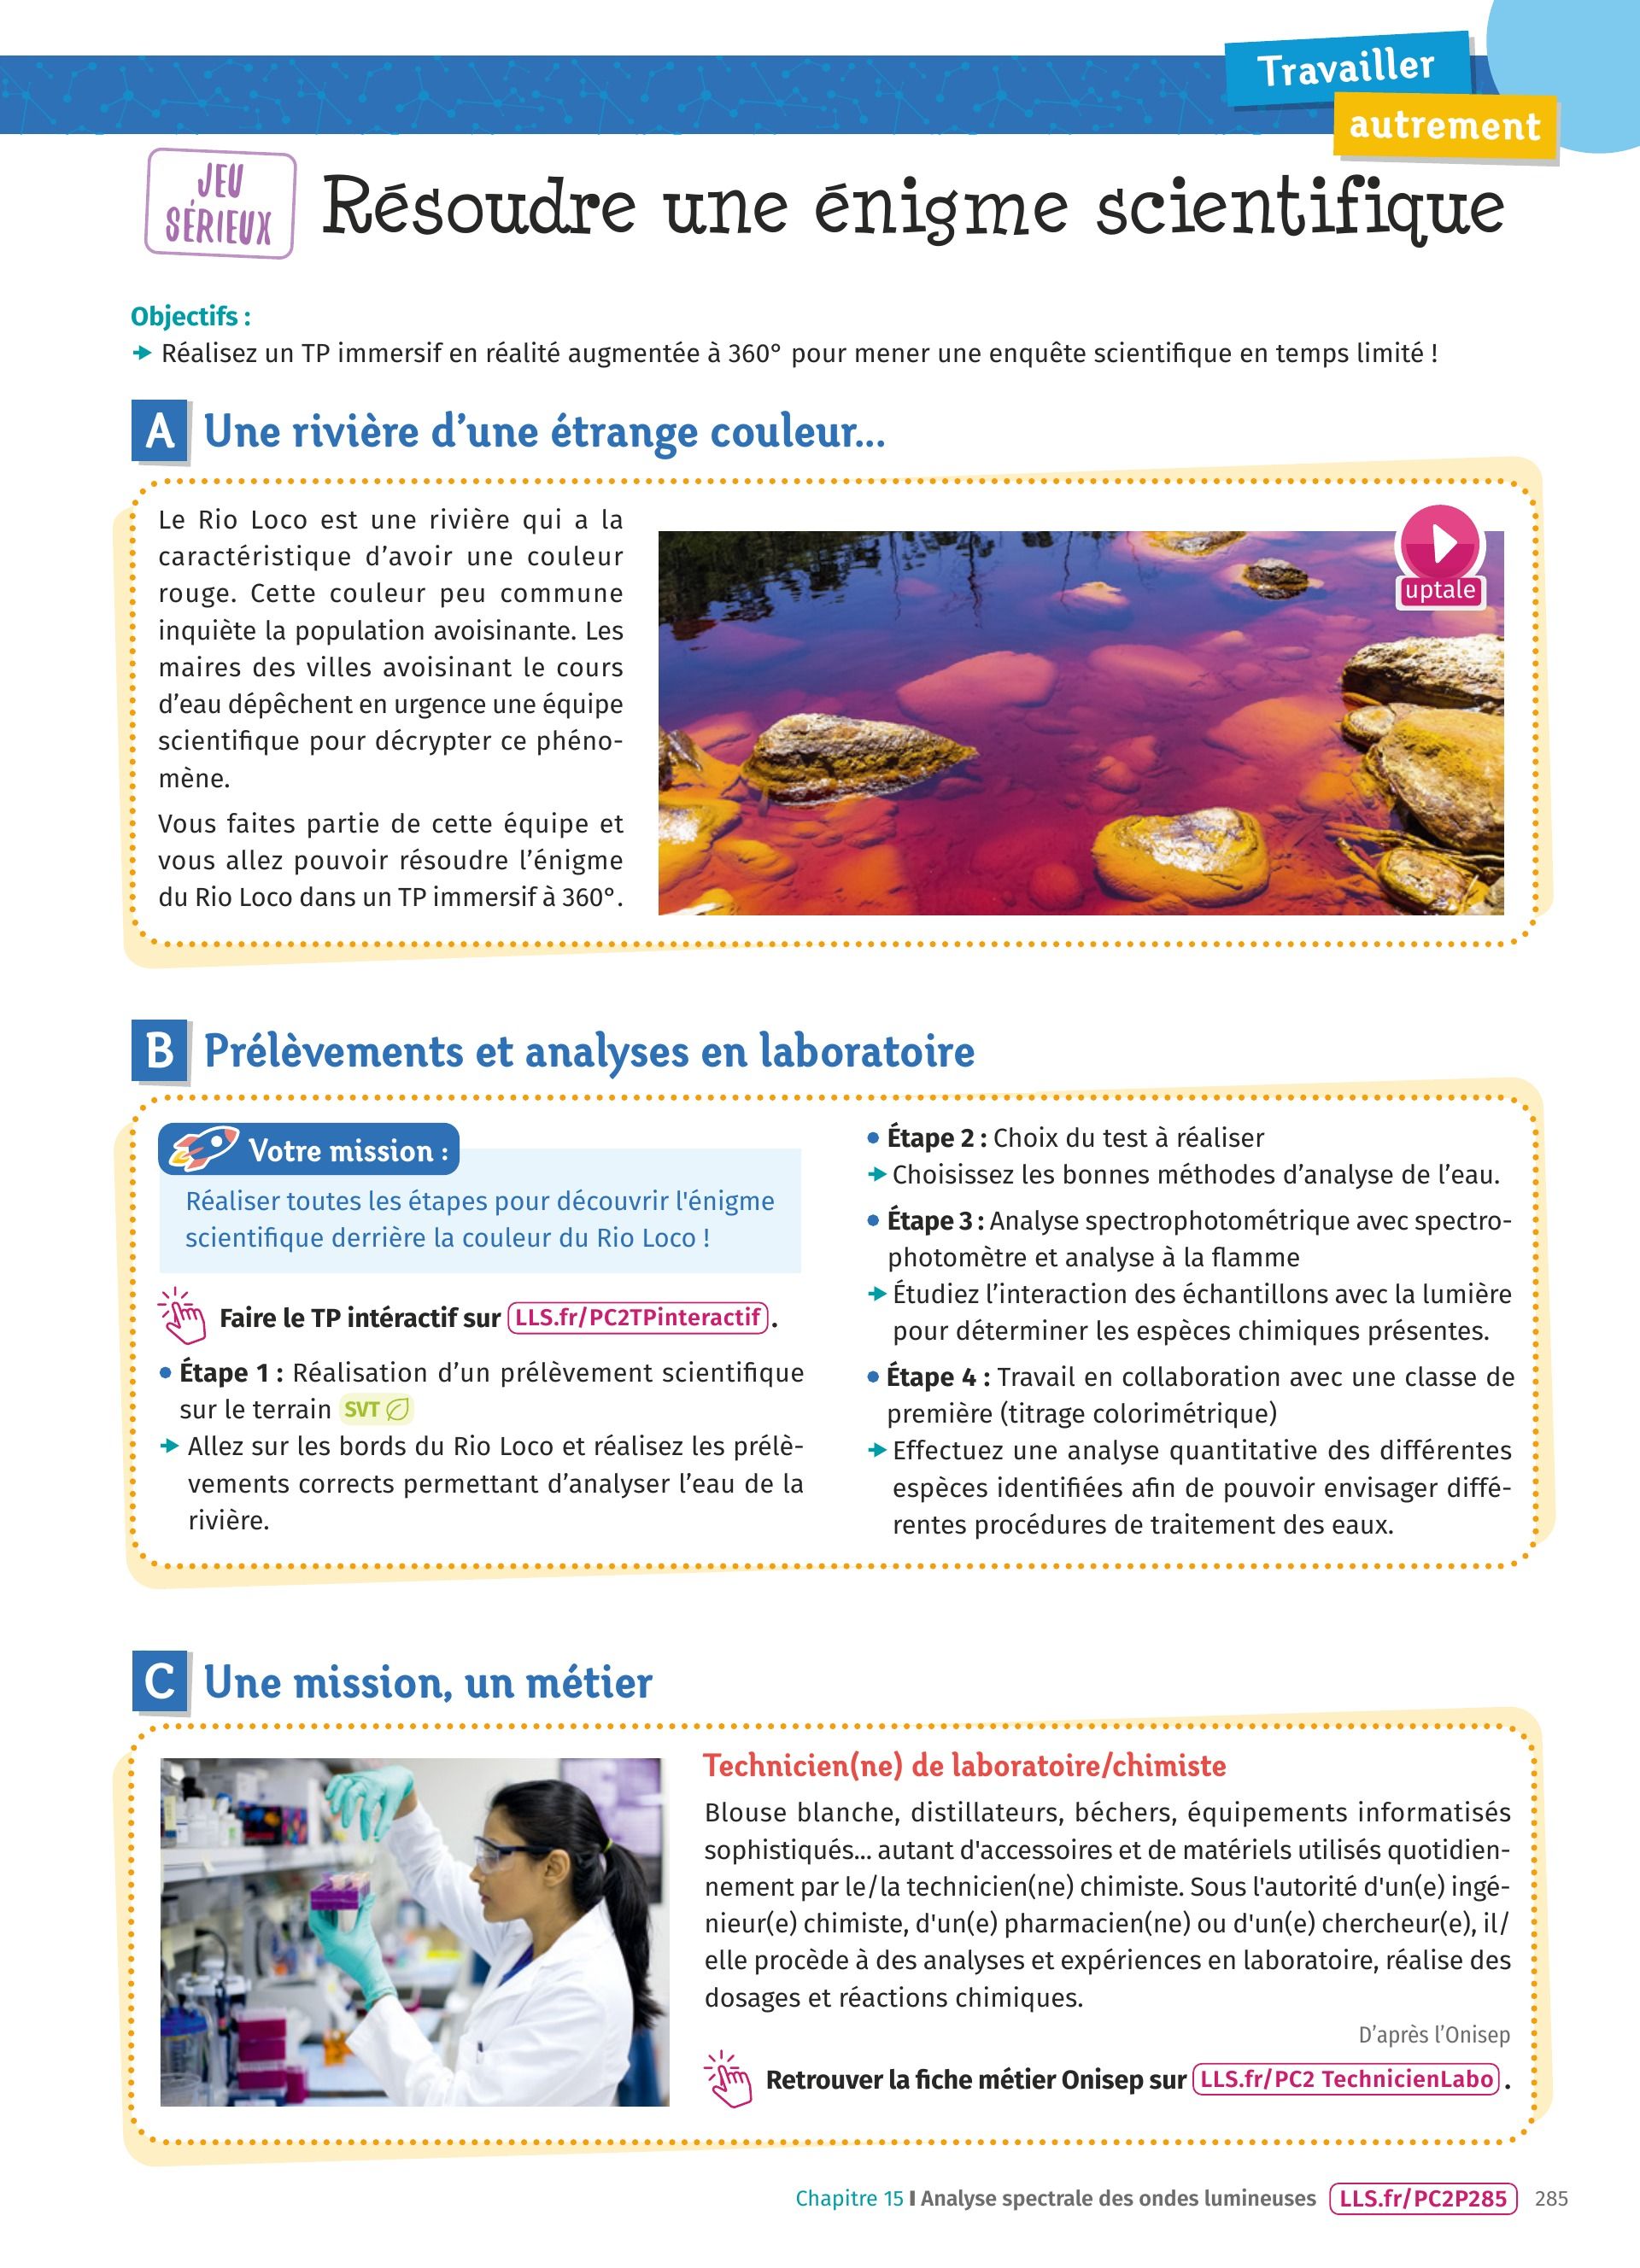 Travailler
autrement
JEU
SÉRIEUX
Résoudre une énigme scientifique
Objectifs :
Réalisez un TP immersif en réalité augmentée à 360° pour mener une enquête scientifique en temps limité !
A Une rivière d’une étrange couleur...
Le Rio Loco est une rivière qui a la
caractéristique d’avoir une couleur
rouge. Cette couleur peu commune
inquiète la population avoisinante. Les
maires des villes avoisinant le cours
d’eau dépêchent en urgence une équipe
scientifique pour décrypter ce phéno-
mène.
Vous faites partie de cette équipe et
vous allez pouvoir résoudre l’énigme
du Rio Loco dans un TP immersif à 360°.
uptale
B Prélèvements et analyses en laboratoire
Votre mission :
Réaliser toutes les étapes pour découvrir l'énigme
scientifique derrière la couleur du Rio Loco !
Faire le TP intéractif sur LLS.fr/PC2TPinteractif.
• Étape 1 : Réalisation d’un prélèvement scientifique
sur le terrain SVT
Allez sur les bords du Rio Loco et réalisez les prélè-
vements corrects permettant d’analyser l’eau de la
rivière.
• Étape 2 : Choix du test à réaliser
Choisissez les bonnes méthodes d’analyse de l’eau.
• Étape 3 : Analyse spectrophotométrique avec spectro-
photomètre et analyse à la flamme
Étudiez l’interaction des échantillons avec la lumière
pour déterminer les espèces chimiques présentes.
• Étape 4 : Travail en collaboration avec une classe de
première (titrage colorimétrique)
Effectuez une analyse quantitative des différentes
espèces identifiées afin de pouvoir envisager diffé-
rentes procédures de traitement des eaux.
C Une mission, un métier
Technicien(ne) de laboratoire/chimiste
Blouse blanche, distillateurs, béchers, équipements informatisés
sophistiqués... autant d'accessoires et de matériels utilisés quotidien-
nement par le/la technicien(ne) chimiste. Sous l'autorité d'un(e) ingé-
nieur(e) chimiste, d'un(e) pharmacien(ne) ou d'un(e) chercheur(e), il/
elle procède à des analyses et expériences en laboratoire, réalise des
dosages et réactions chimiques.
D’après l’Onisep
Retrouver la fiche métier Onisep sur LLS.fr/PC2 TechnicienLabo .
Chapitre 15 I Analyse spectrale des ondes lumineuses LLS.fr/PC2P285 285